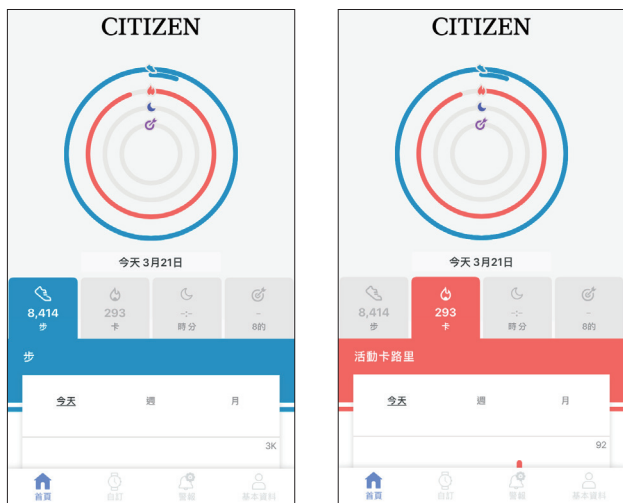 CITIZEN
今天 3月21日
8,414
步
293
卡
-:-
時 分
-
8的
步
今天
週
月
3K
首頁
自訂
警報
基本資料
CITIZEN
今天 3月21日
8,414
步
293
卡
-:-
時 分
-
8的
活動卡路里
今天
週
月
92
首頁
自訂
警報
基本資料